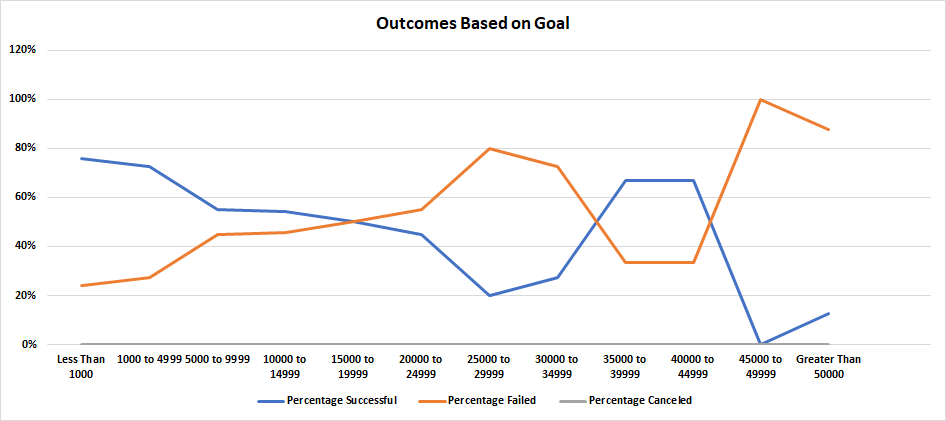 Outcomes Based on Goal
120%
100%
80%
60%
40%
20%
0%
Less Than 1000
1000 to 4999
5000 to 9999
10000 to 14999
15000 to 19999
20000 to 24999
25000 to 29999
30000 to 34999
35000 to 39999
40000 to 44999
45000 to 49999
Greater Than 50000
Percentage Successful
Percentage Failed
Percentage Canceled